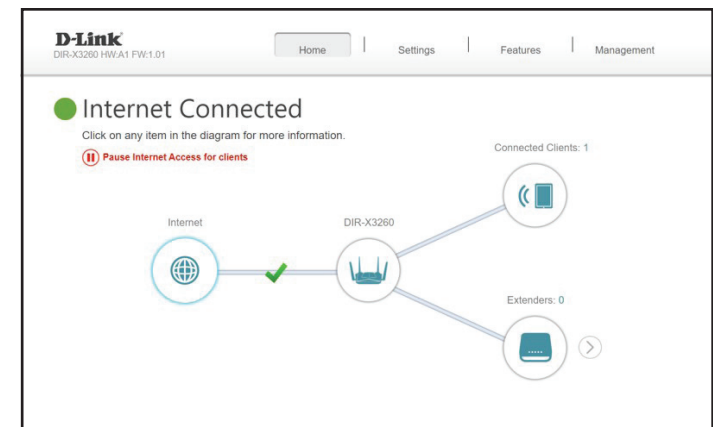 D-Link
DIR-X3260 HW:A1 FW:1.01
Home
Settings
Features
Management
Internet Connected
Click on any item in the diagram for more information.
Pause Internet Access for clients
Connected Clients: 1
Internet
DIR-X3260
Extenders: 0